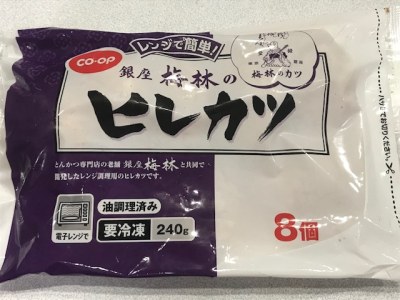 レンジで簡単!
CO・OP
銀座 梅林の
梅林のカツ
ヒレカツ
とんかつ専門店の老舗 銀座梅林と共同で
開発したレンジ調理用のヒレカツです。
油調理済み
電子レンジで
要冷凍 240g
8個